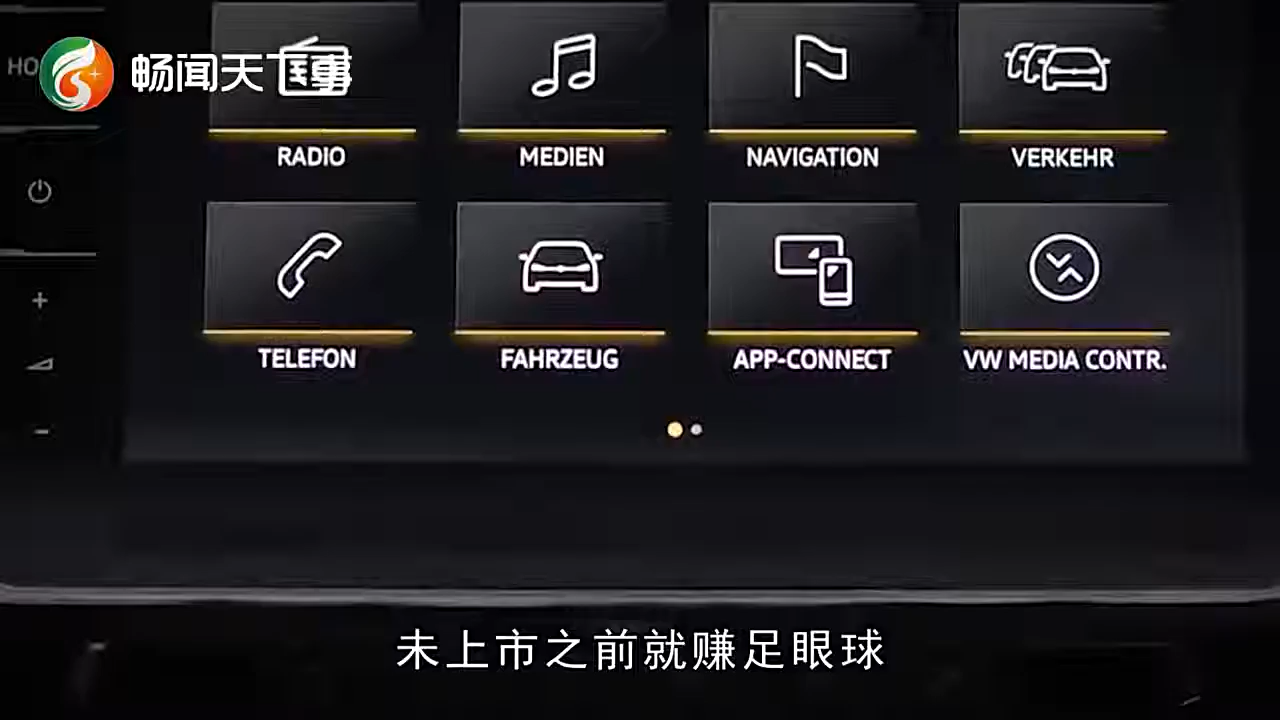 畅闻天下事
RADIO
MEDIEN
NAVIGATION
VERKEHR
TELEFON
FAHRZEUG
APP-CONNECT
VW MEDIA CONTR.
未上市之前就赚足眼球